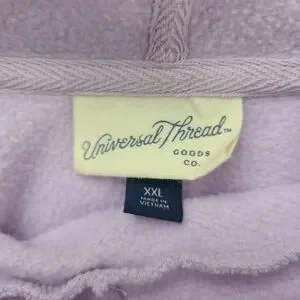 Universal Thread™
GOODS
CO.
XXL
MADE IN
VIETNAM